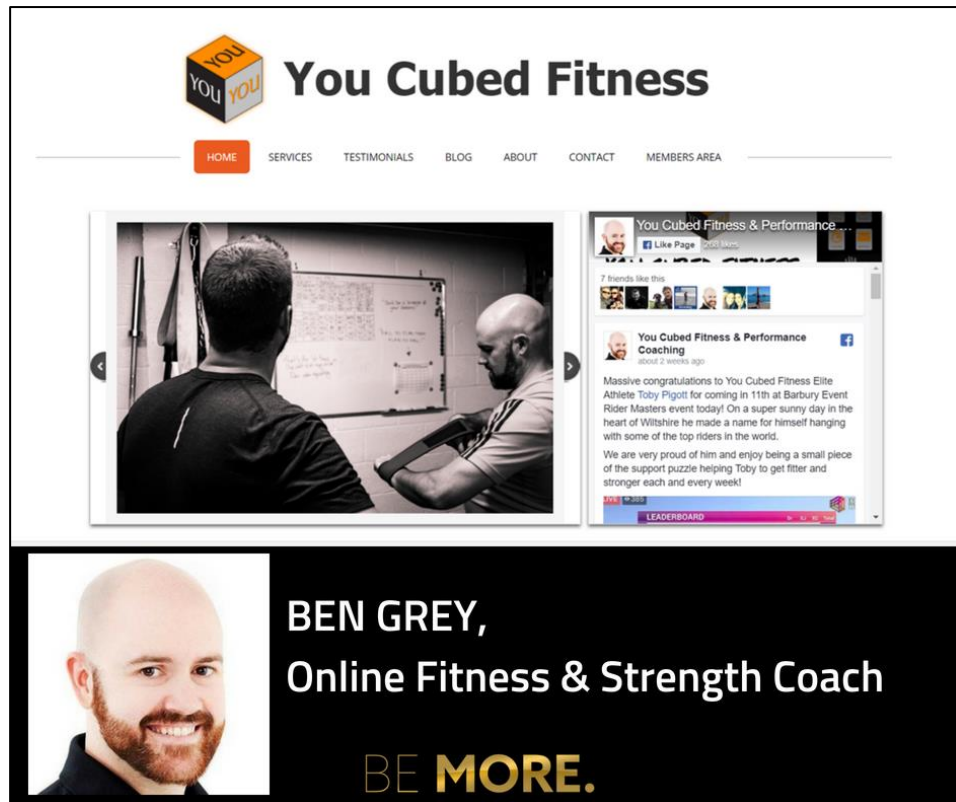 YOU
YOU
YOU
You Cubed Fitness
HOME
SERVICES
TESTIMONIALS
BLOG
ABOUT
CONTACT
MEMBERS AREA
You Cubed Fitness & Performance ...
Like Page
268 likes
7 friends like this
You Cubed Fitness & Performance
Coaching
about 2 weeks ago
Massive congratulations to You Cubed Fitness Elite
Athlete Toby Pigott for coming in 11th at Barbury Event
Rider Masters event today! On a super sunny day in the
heart of Wiltshire he made a name for himself hanging
with some of the top riders in the world.
We are very proud of him and enjoy being a small piece
of the support puzzle helping Toby to get fitter and
stronger each and every week!
LIVE
385
LEADERBOARD
Total
BEN GREY,
Online Fitness & Strength Coach
BE MORE.